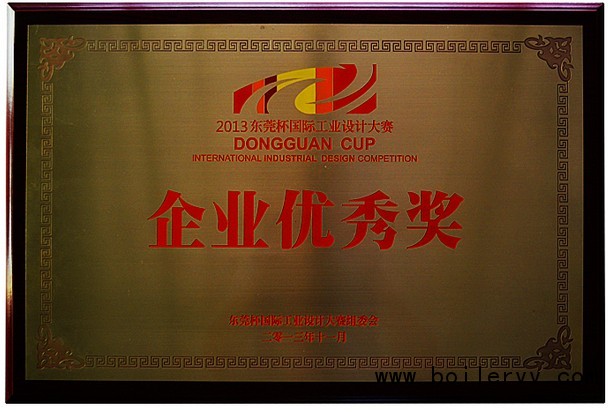 2013东莞杯国际工业设计大赛
DONGGUAN CUP
INTERNATIONAL INDUSTRIAL DESIGN COMPETITION
企业优秀奖
东莞杯国际工业设计大赛组委会
二零一三年十一月
www.boilervv.co